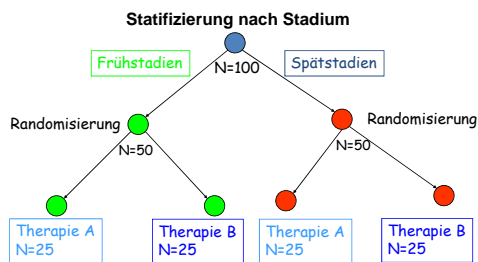 Statifizierung nach Stadium
Frühstadien
N=100
Spätstadien
Randomisierung
N=50
Randomisierung
N=50
Therapie A
N=25
Therapie B
N=25
Therapie A
N=25
Therapie B
N=25